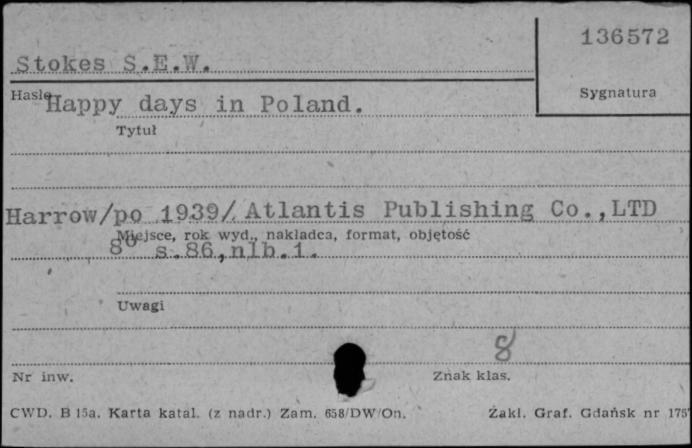 136572
Stokes S.E.W.
Hasło
Sygnatura
Happy days in Poland.
Tytuł
Harrow/po 1939/ Atlantis Publishing Co.,LTD
Miejsce, rok wyd., nakładca, format, objętość
8° s.86,nlb.1.
Uwagi
8
Nr inw.
Znak klas.
CWD. B 15a. Karta katal. (z nadr.) Zam. 658/DW/On.
Zakł. Graf. Gdańsk nr 175